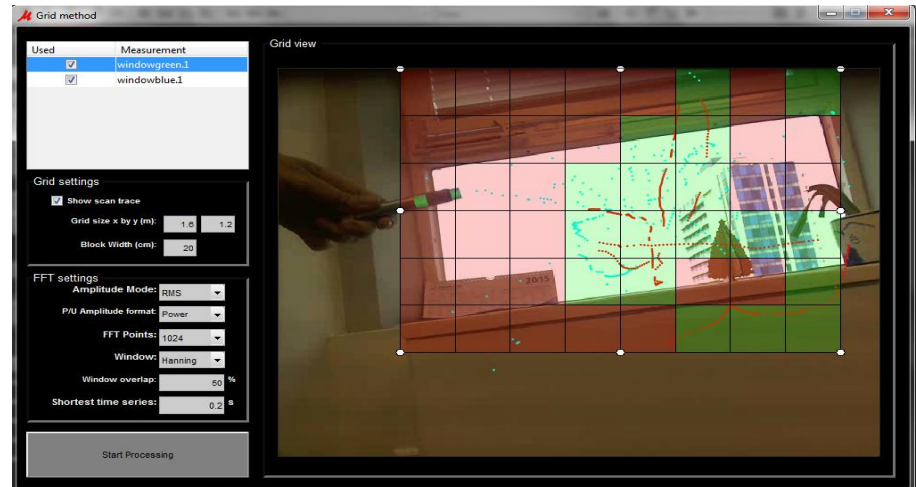 Grid method
Used Measurement
windowgreen.1
windowblue.1
Grid settings
Show scan trace
Grid size x by y (m): 1.6 1.2
Block Width (cm): 20
FFT settings
Amplitude Mode: RMS
P/U Amplitude format: Power
FFT Points: 1024
Window: Hanning
Window overlap: 50 %
Shortest time series: 0.2 s
Start Processing
Grid view
2015